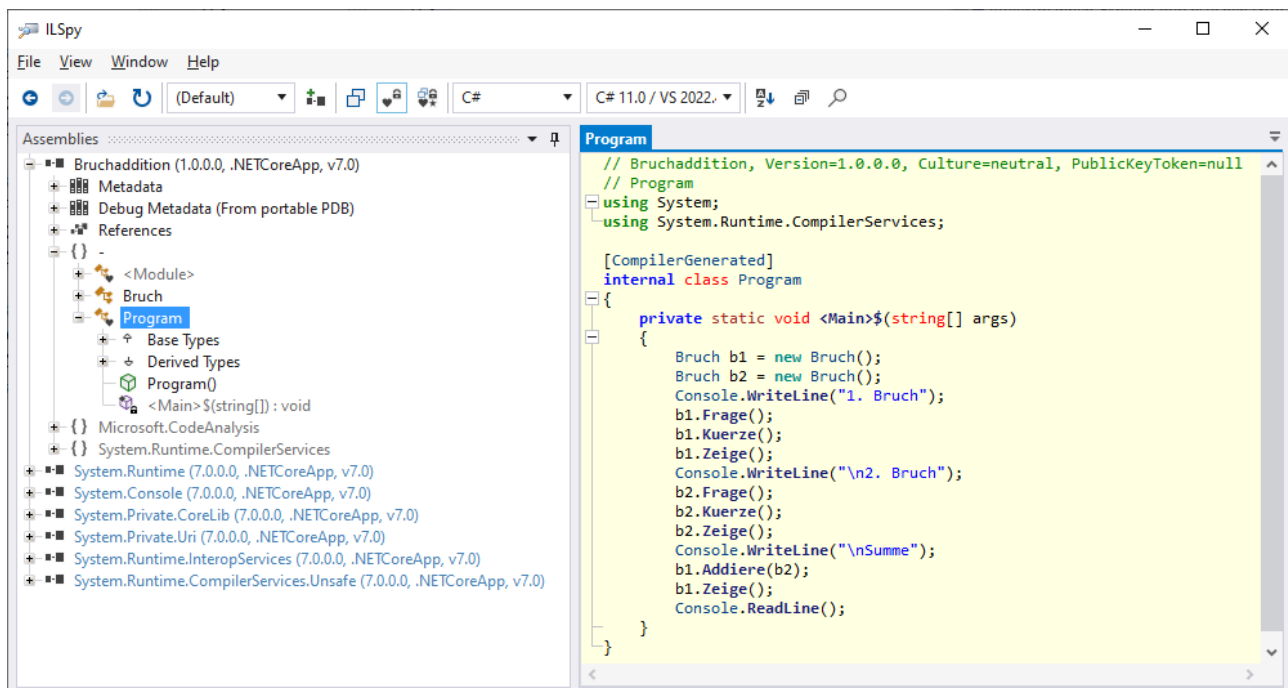 ILSpy
File View Window Help
(Default) C# C# 11.0 / VS 2022.
Assemblies
Bruchaddition (1.0.0.0, .NETCoreApp, v7.0)
Metadata
Debug Metadata (From portable PDB)
References
{ } -
<Module>
Bruch
Program
Base Types
Derived Types
Program()
<Main>$(string[]) : void
{ } Microsoft.CodeAnalysis
{ } System.Runtime.CompilerServices
System.Runtime (7.0.0.0, .NETCoreApp, v7.0)
System.Console (7.0.0.0, .NETCoreApp, v7.0)
System.Private.CoreLib (7.0.0.0, .NETCoreApp, v7.0)
System.Private.Uri (7.0.0.0, .NETCoreApp, v7.0)
System.Runtime.InteropServices (7.0.0.0, .NETCoreApp, v7.0)
System.Runtime.CompilerServices.Unsafe (7.0.0.0, .NETCoreApp, v7.0)
Program
// Bruchaddition, Version=1.0.0.0, Culture=neutral, PublicKeyToken=null
// Program
using System;
using System.Runtime.CompilerServices;
[CompilerGenerated]
internal class Program
{
private static void <Main>$(string[] args)
{
Bruch b1 = new Bruch();
Bruch b2 = new Bruch();
Console.WriteLine("1. Bruch");
b1.Frage();
b1.Kuerze();
b1.Zeige();
Console.WriteLine("\n2. Bruch");
b2.Frage();
b2.Kuerze();
b2.Zeige();
Console.WriteLine("\nSumme");
b1.Addiere(b2);
b1.Zeige();
Console.ReadLine();
}
}